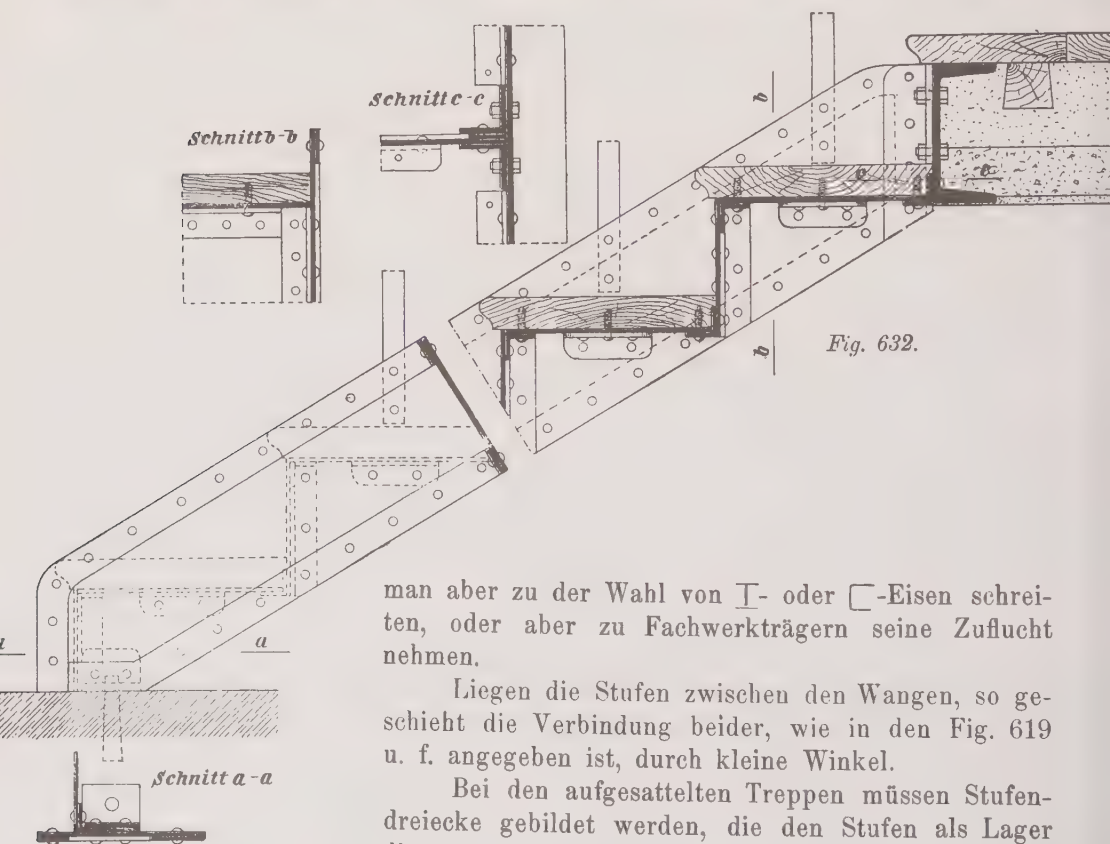 Schnitt c-c
Schnitt b-b
b
c
c
b
Fig. 632.
a
man aber zu der Wahl von I- oder [-Eisen schrei-
ten, oder aber zu Fachwerkträgern seine Zuflucht
nehmen.
Liegen die Stufen zwischen den Wangen, so ge-
schieht die Verbindung beider, wie in den Fig. 619
u. f. angegeben ist, durch kleine Winkel.
Schnitt a-a
Bei den aufgesattelten Treppen müssen Stufen-
dreiecke gebildet werden, die den Stufen als Lager